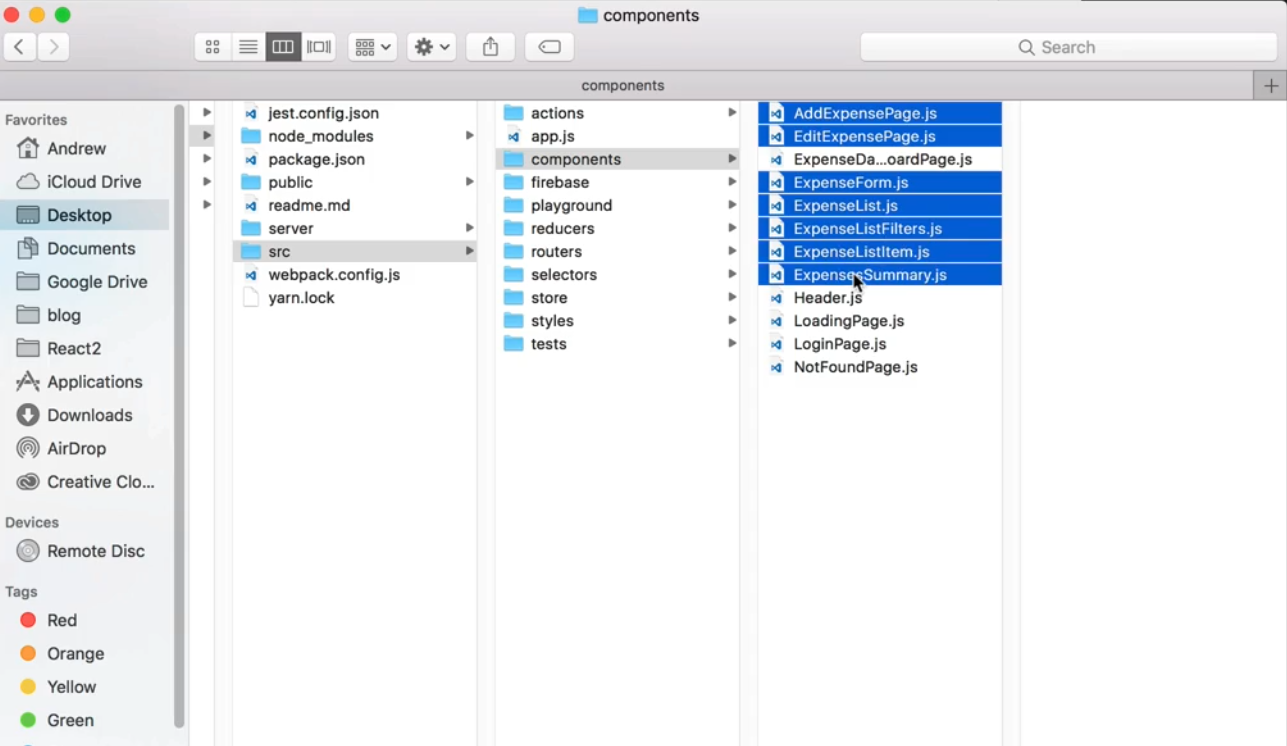 components
Search
components
Favorites
Andrew
iCloud Drive
Desktop
Documents
Google Drive
blog
React2
Applications
Downloads
AirDrop
Creative Clo...
Devices
Remote Disc
Tags
Red
Orange
Yellow
Green
jest.config.json
node_modules
package.json
public
readme.md
server
src
webpack.config.js
yarn.lock
actions
app.js
components
firebase
playground
reducers
routers
selectors
store
styles
tests
AddExpensePage.js
EditExpensePage.js
ExpenseDa...oardPage.js
ExpenseForm.js
ExpenseList.js
ExpenseListFilters.js
ExpenseListItem.js
ExpensesSummary.js
Header.js
LoadingPage.js
LoginPage.js
NotFoundPage.js